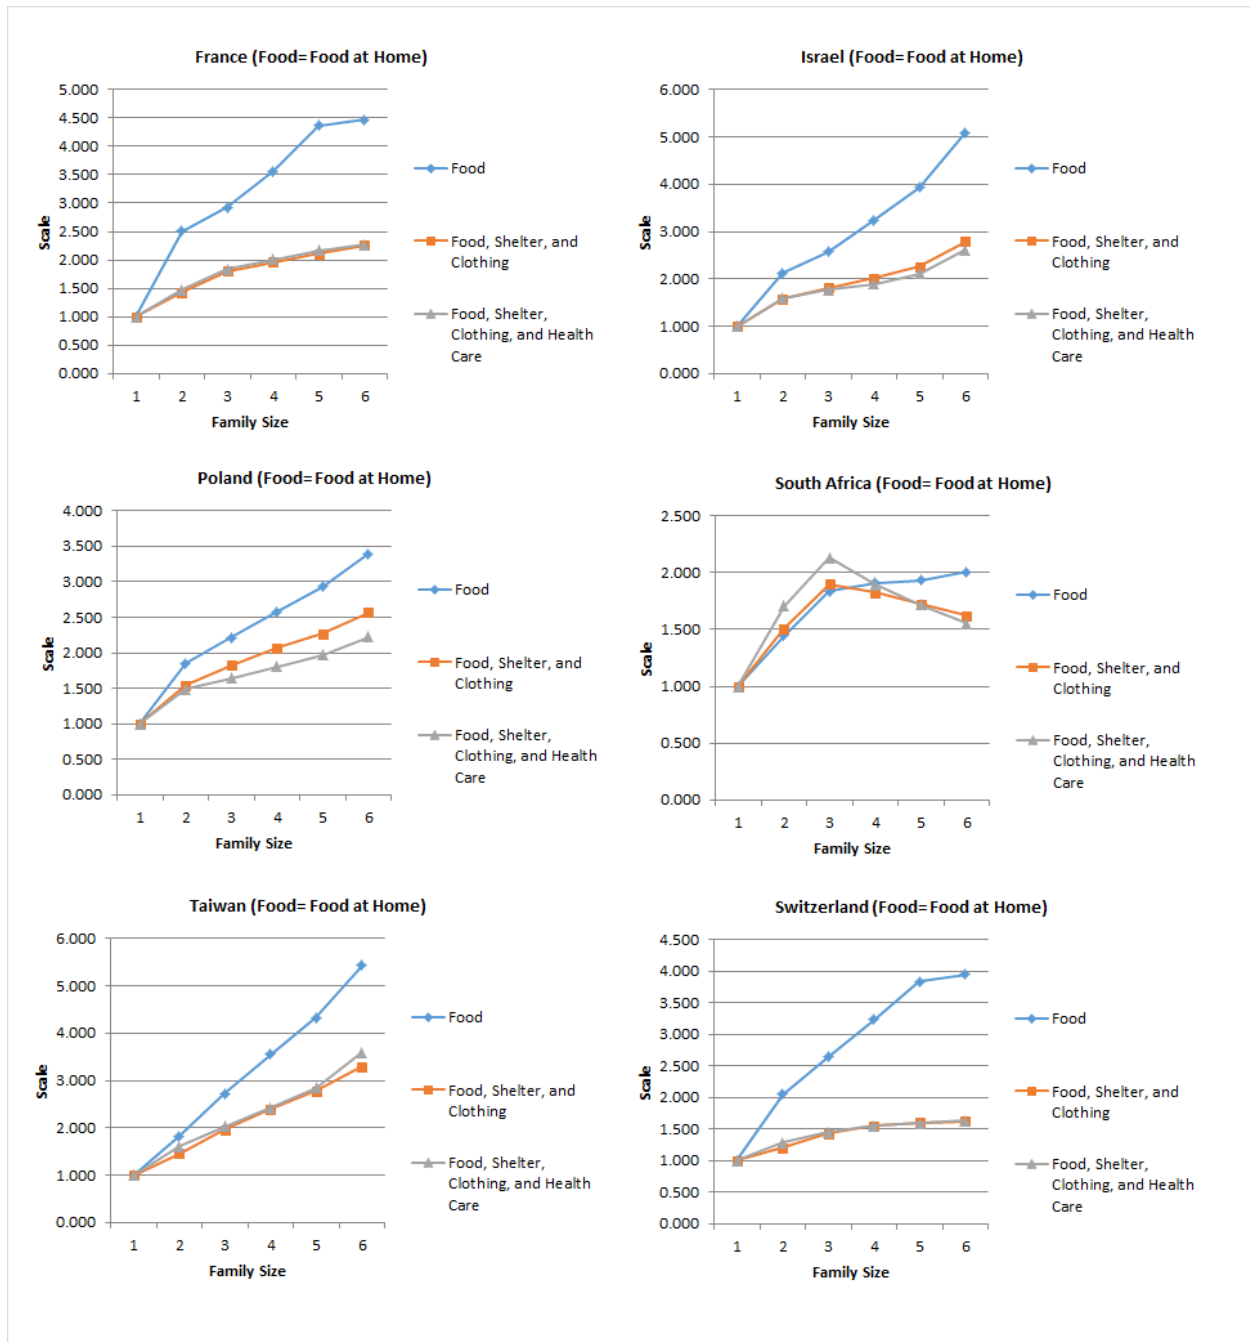 France (Food= Food at Home)
5.000
4.500
4.000
3.500
3.000
2.500
2.000
1.500
1.000
0.500
0.000
Scale
1 2 3 4 5 6
Family Size
Food
Food, Shelter, and
Clothing
Food, Shelter,
Clothing, and Health
Care
Israel (Food= Food at Home)
6.000
5.000
4.000
3.000
2.000
1.000
0.000
Scale
1 2 3 4 5 6
Family Size
Food
Food, Shelter, and
Clothing
Food, Shelter,
Clothing, and Health
Care
Poland (Food= Food at Home)
4.000
3.500
3.000
2.500
2.000
1.500
1.000
0.500
0.000
Scale
1 2 3 4 5 6
Family Size
Food
Food, Shelter, and
Clothing
Food, Shelter,
Clothing, and Health
Care
South Africa (Food= Food at Home)
2.500
2.000
1.500
1.000
0.500
0.000
Scale
1 2 3 4 5 6
Family Size
Food
Food, Shelter, and
Clothing
Food, Shelter,
Clothing, and Health
Care
Taiwan (Food= Food at Home)
6.000
5.000
4.000
3.000
2.000
1.000
0.000
Scale
1 2 3 4 5 6
Family Size
Food
Food, Shelter, and
Clothing
Food, Shelter,
Clothing, and Health
Care
Switzerland (Food= Food at Home)
4.500
4.000
3.500
3.000
2.500
2.000
1.500
1.000
0.500
0.000
Scale
1 2 3 4 5 6
Family Size
Food
Food, Shelter, and
Clothing
Food, Shelter,
Clothing, and Health
Care